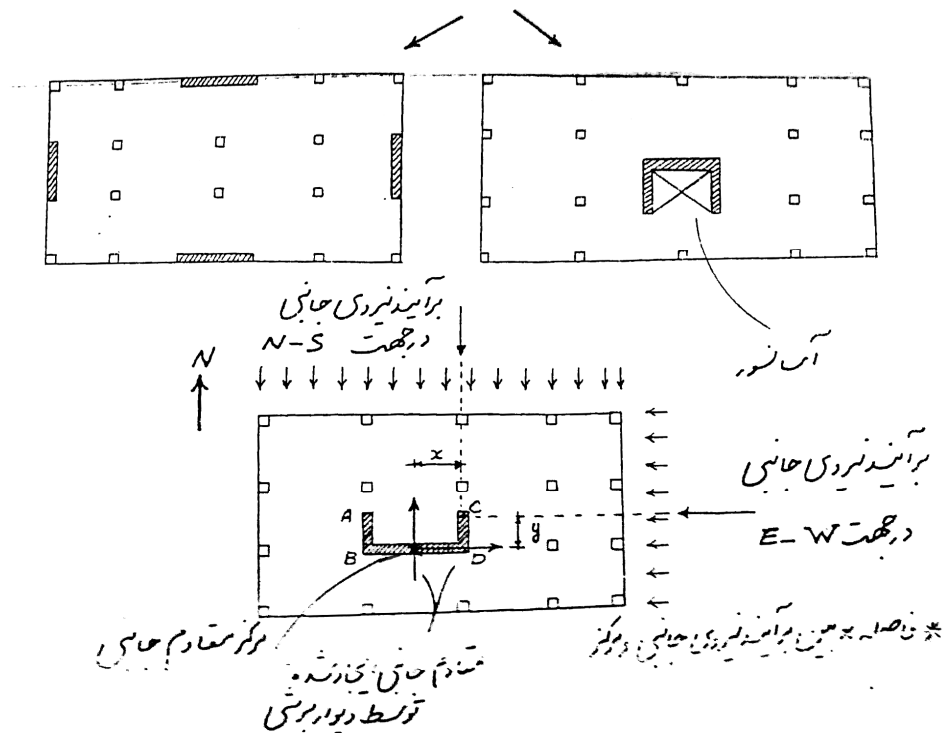 برآیند نیروی جانبی
در جهت N-S
N
آسانسور
x
A
C
y
B
D
برآیند نیروی جانبی
در جهت E-W
مرکز مقاوم جانبی
* فاصله * بین برآیند نیروی جانبی و مرکز
مقاوم جانبی ایجاد شده
توسط دیوار برشی